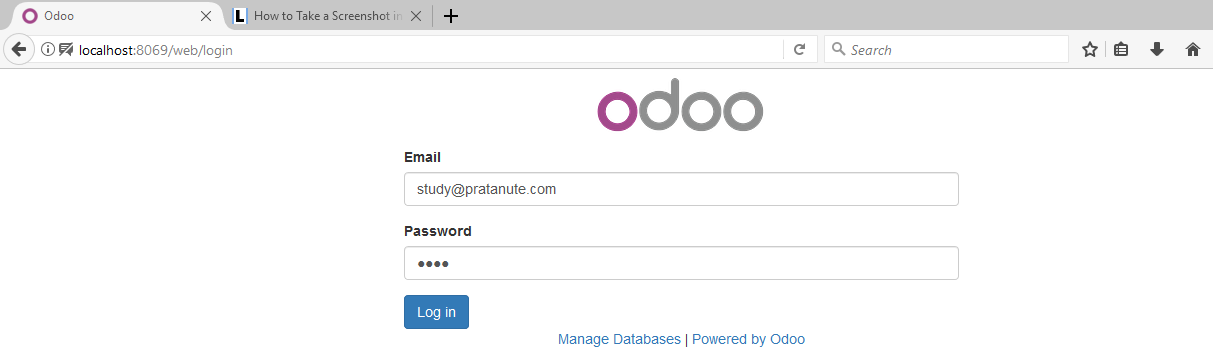 Odoo
How to Take a Screenshot in
localhost:8069/web/login
Search
odoo
Email
study@pratanute.com
Password
••••
Log in
Manage Databases | Powered by Odoo